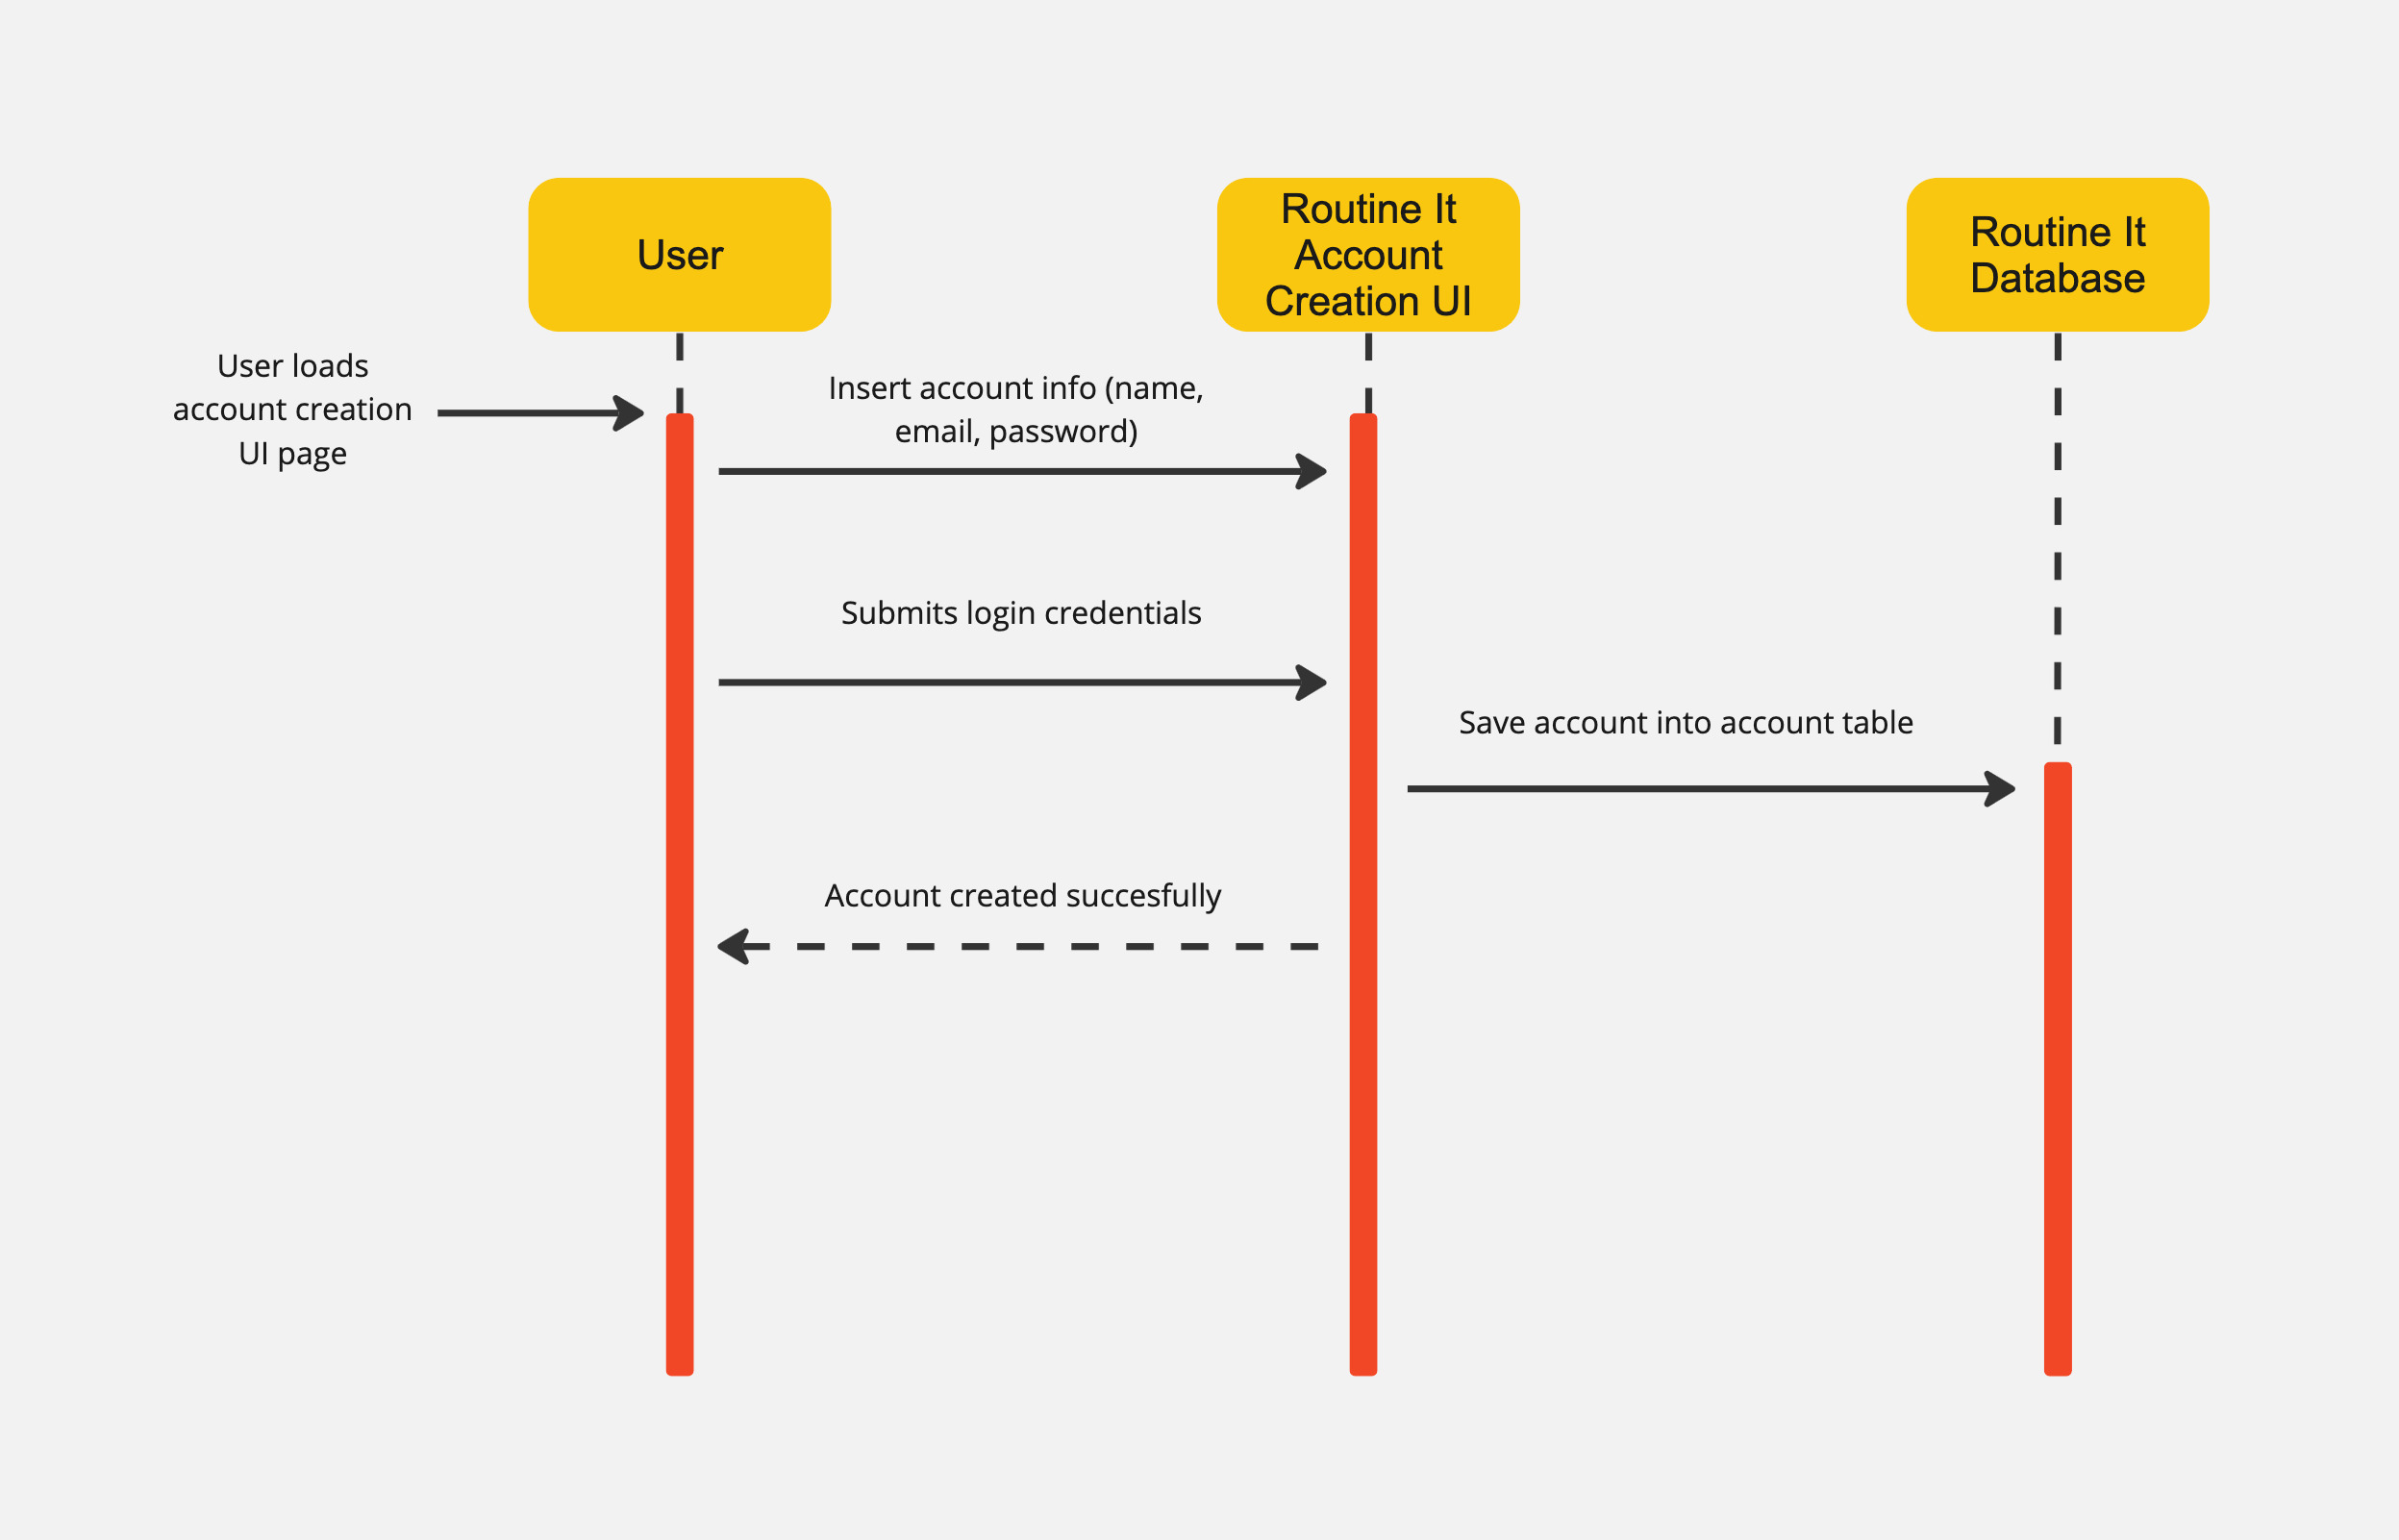 User
Routine It
Account
Creation UI
Routine It
Database
User loads
account creation
UI page
Insert account info (name,
email, password)
Submits login credentials
Save account into account table
Account created succesfully